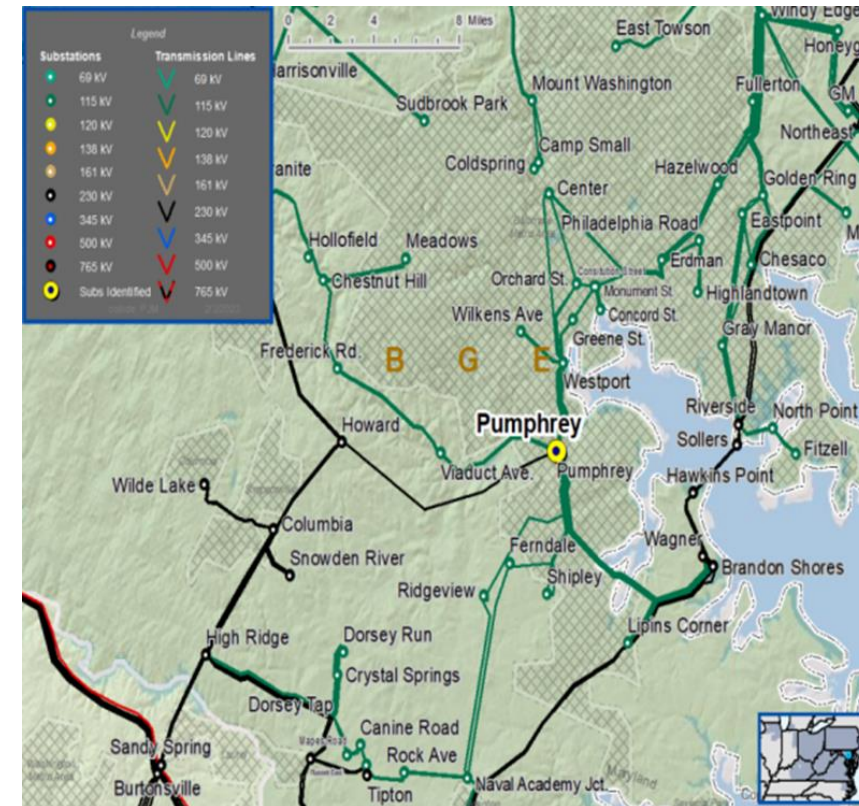 Legend
Substations
Transmission Lines
69 kV
69 kV
115 kV
115 kV
120 kV
120 kV
138 kV
138 kV
161 kV
161 kV
230 kV
230 kV
345 kV
345 kV
500 kV
500 kV
765 kV
Subs Identified
765 kV
0 2 4 8 Miles
Windy Edge
East Towson
arrisonville
Mount Washington
Fullerton
GM
Sudbrook Park
Northeast
Camp Small
Coldspring
Hazelwood
anite
Golden Ring
Center
Philadelphia Road
Eastpoint
Hollofield
Meadows
Erdman
Chesaco
Chestnut Hill
Orchard St.
Monument St.
Highlandtown
Wilkens Ave
Concord St.
Greene St.
Gray Manor
Frederick Rd.
B G E
Westport
Riverside
North Point
Howard
Pumphrey
Sollers
Fitzell
Viaduct Ave.
Pumphrey
Hawkins Point
Wilde Lake
Columbia
Wagner
Snowden River
Ferndale
Brandon Shores
Shipley
Ridgeview
Lipins Corner
High Ridge
Dorsey Run
Crystal Springs
Dorsey Tap
Canine Road
Sandy Spring
Rock Ave
Naval Academy Jct.
Maryland
Burtonsville
Tipton